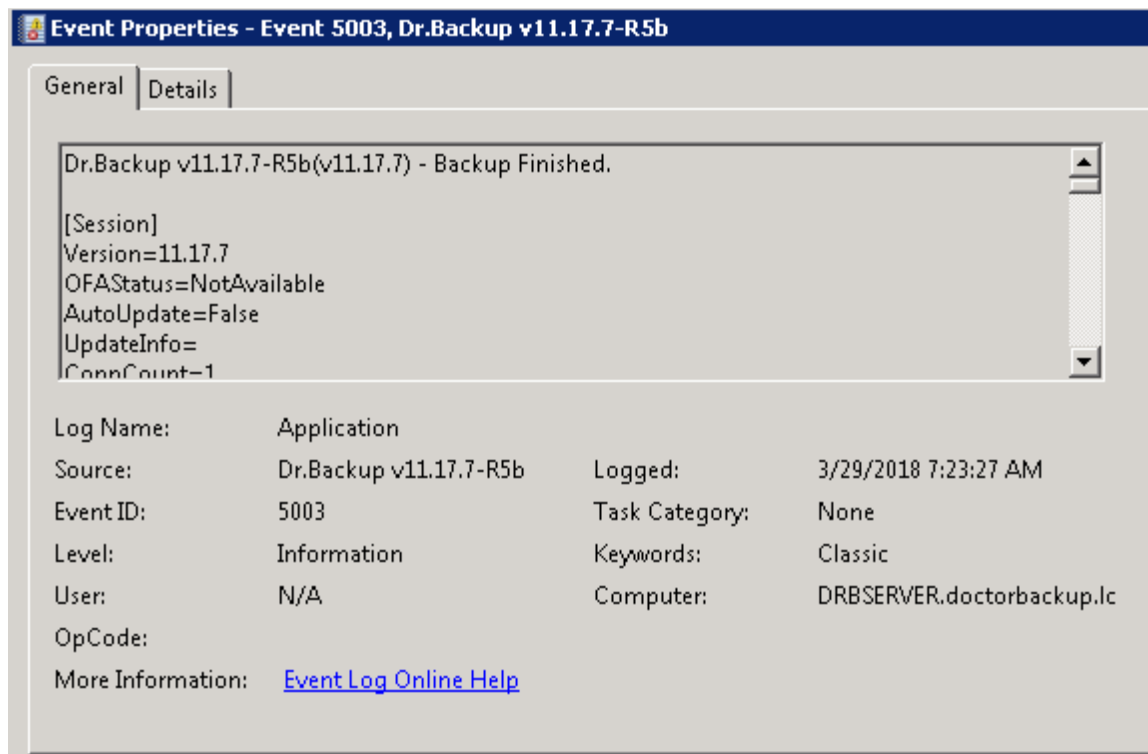 Event Properties - Event 5003, Dr.Backup v11.17.7-R5b
General Details
Dr.Backup v11.17.7-R5b(v11.17.7) - Backup Finished.
[Session]
Version=11.17.7
OFAStatus=NotAvailable
AutoUpdate=False
UpdateInfo=
ConnCount=1
Log Name: Application
Source: Dr.Backup v11.17.7-R5b Logged: 3/29/2018 7:23:27 AM
Event ID: 5003 Task Category: None
Level: Information Keywords: Classic
User: N/A Computer: DRBSERVER.doctorbackup.lc
OpCode:
More Information: Event Log Online Help